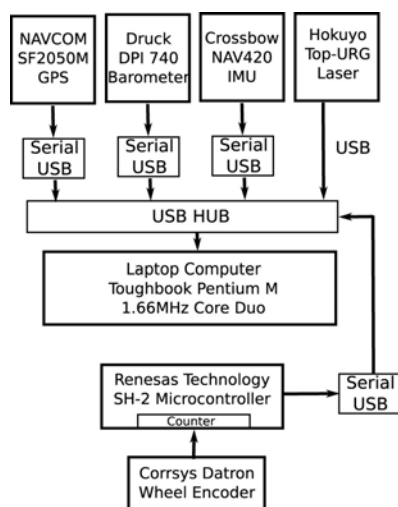 NAVCOM
SF2050M
GPS
Druck
DPI 740
Barometer
Crossbow
NAV420
IMU
Hokuyo
Top-URG
Laser
Serial
USB
Serial
USB
Serial
USB
USB
USB HUB
Laptop Computer
Toughbook Pentium M
1.66MHz Core Duo
Renesas Technology
SH-2 Microcontroller
Counter
Serial
USB
Corrsys Datron
Wheel Encoder